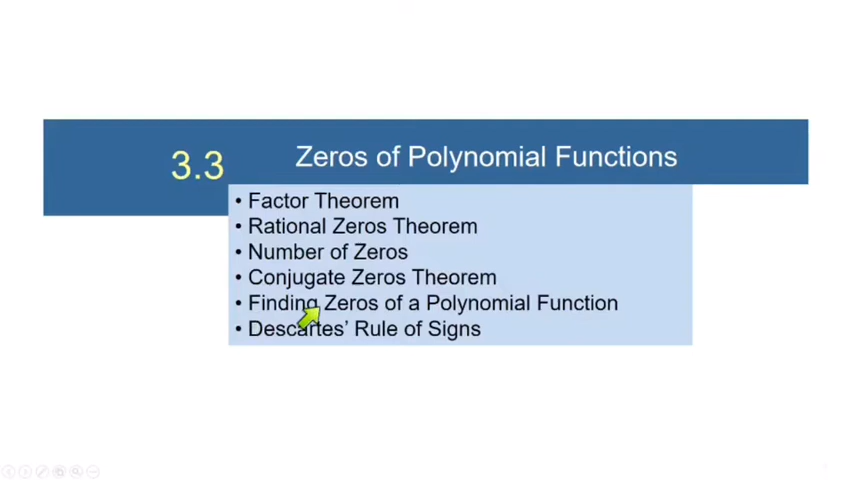 3.3
Zeros of Polynomial Functions
• Factor Theorem
• Rational Zeros Theorem
• Number of Zeros
• Conjugate Zeros Theorem
• Finding Zeros of a Polynomial Function
• Descartes’ Rule of Signs